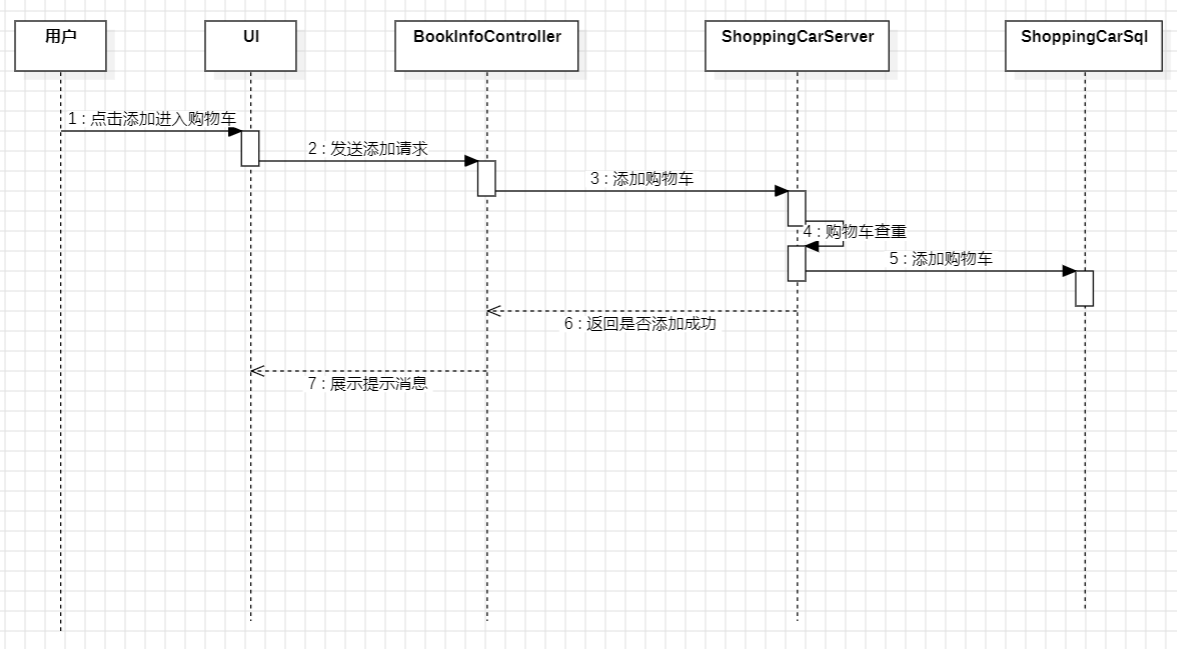 用户
UI
BookInfoController
ShoppingCarServer
ShoppingCarSql
1 : 点击添加进入购物车
2 : 发送添加请求
3 : 添加购物车
4 : 购物车查重
5 : 添加购物车
6 : 返回是否添加成功
7 : 展示提示消息